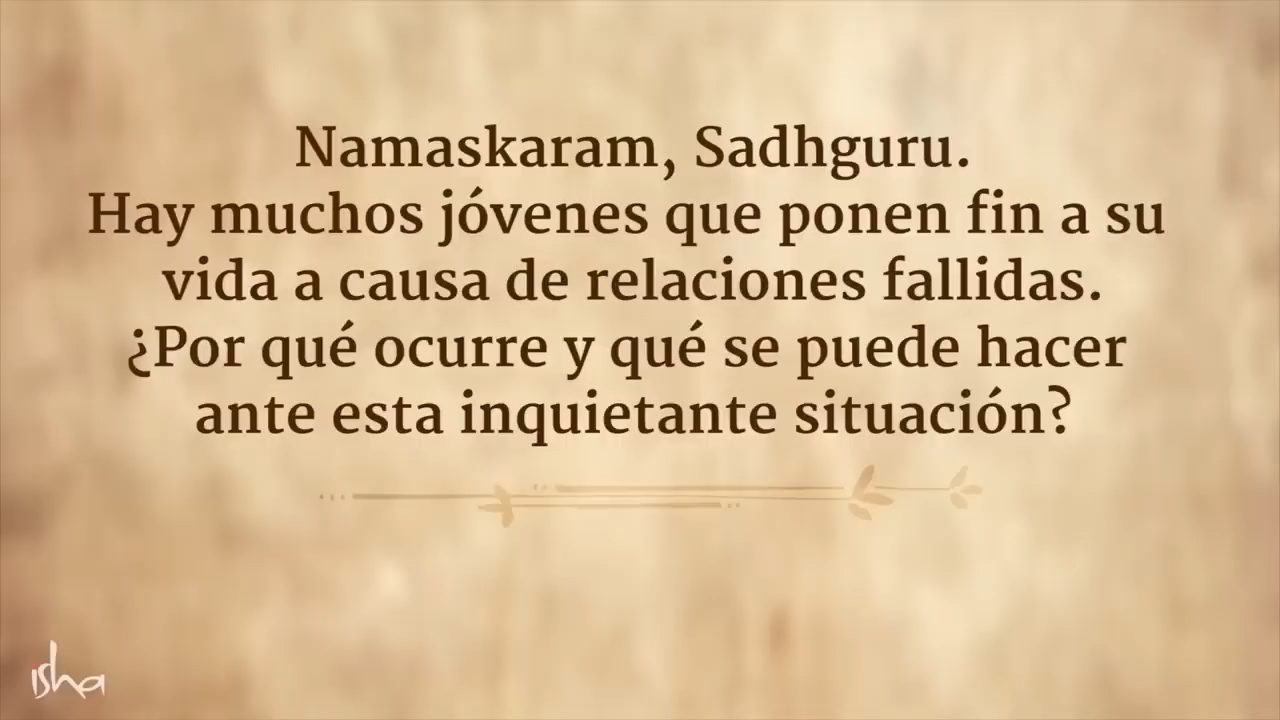 Namaskaram, Sadhguru.
Hay muchos jóvenes que ponen fin a su
vida a causa de relaciones fallidas.
¿Por qué ocurre y qué se puede hacer
ante esta inquietante situación?
isha